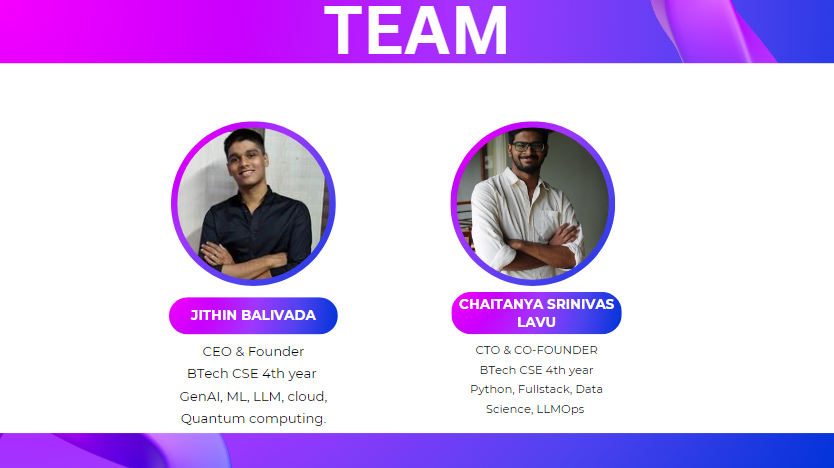 TEAM
JITHIN BALIVADA
CEO & Founder
BTech CSE 4th year
GenAI, ML, LLM, cloud,
Quantum computing.
CHAITANYA SRINIVAS
LAVU
CTO & CO-FOUNDER
BTech CSE 4th year
Python, Fullstack, Data
Science, LLMOps